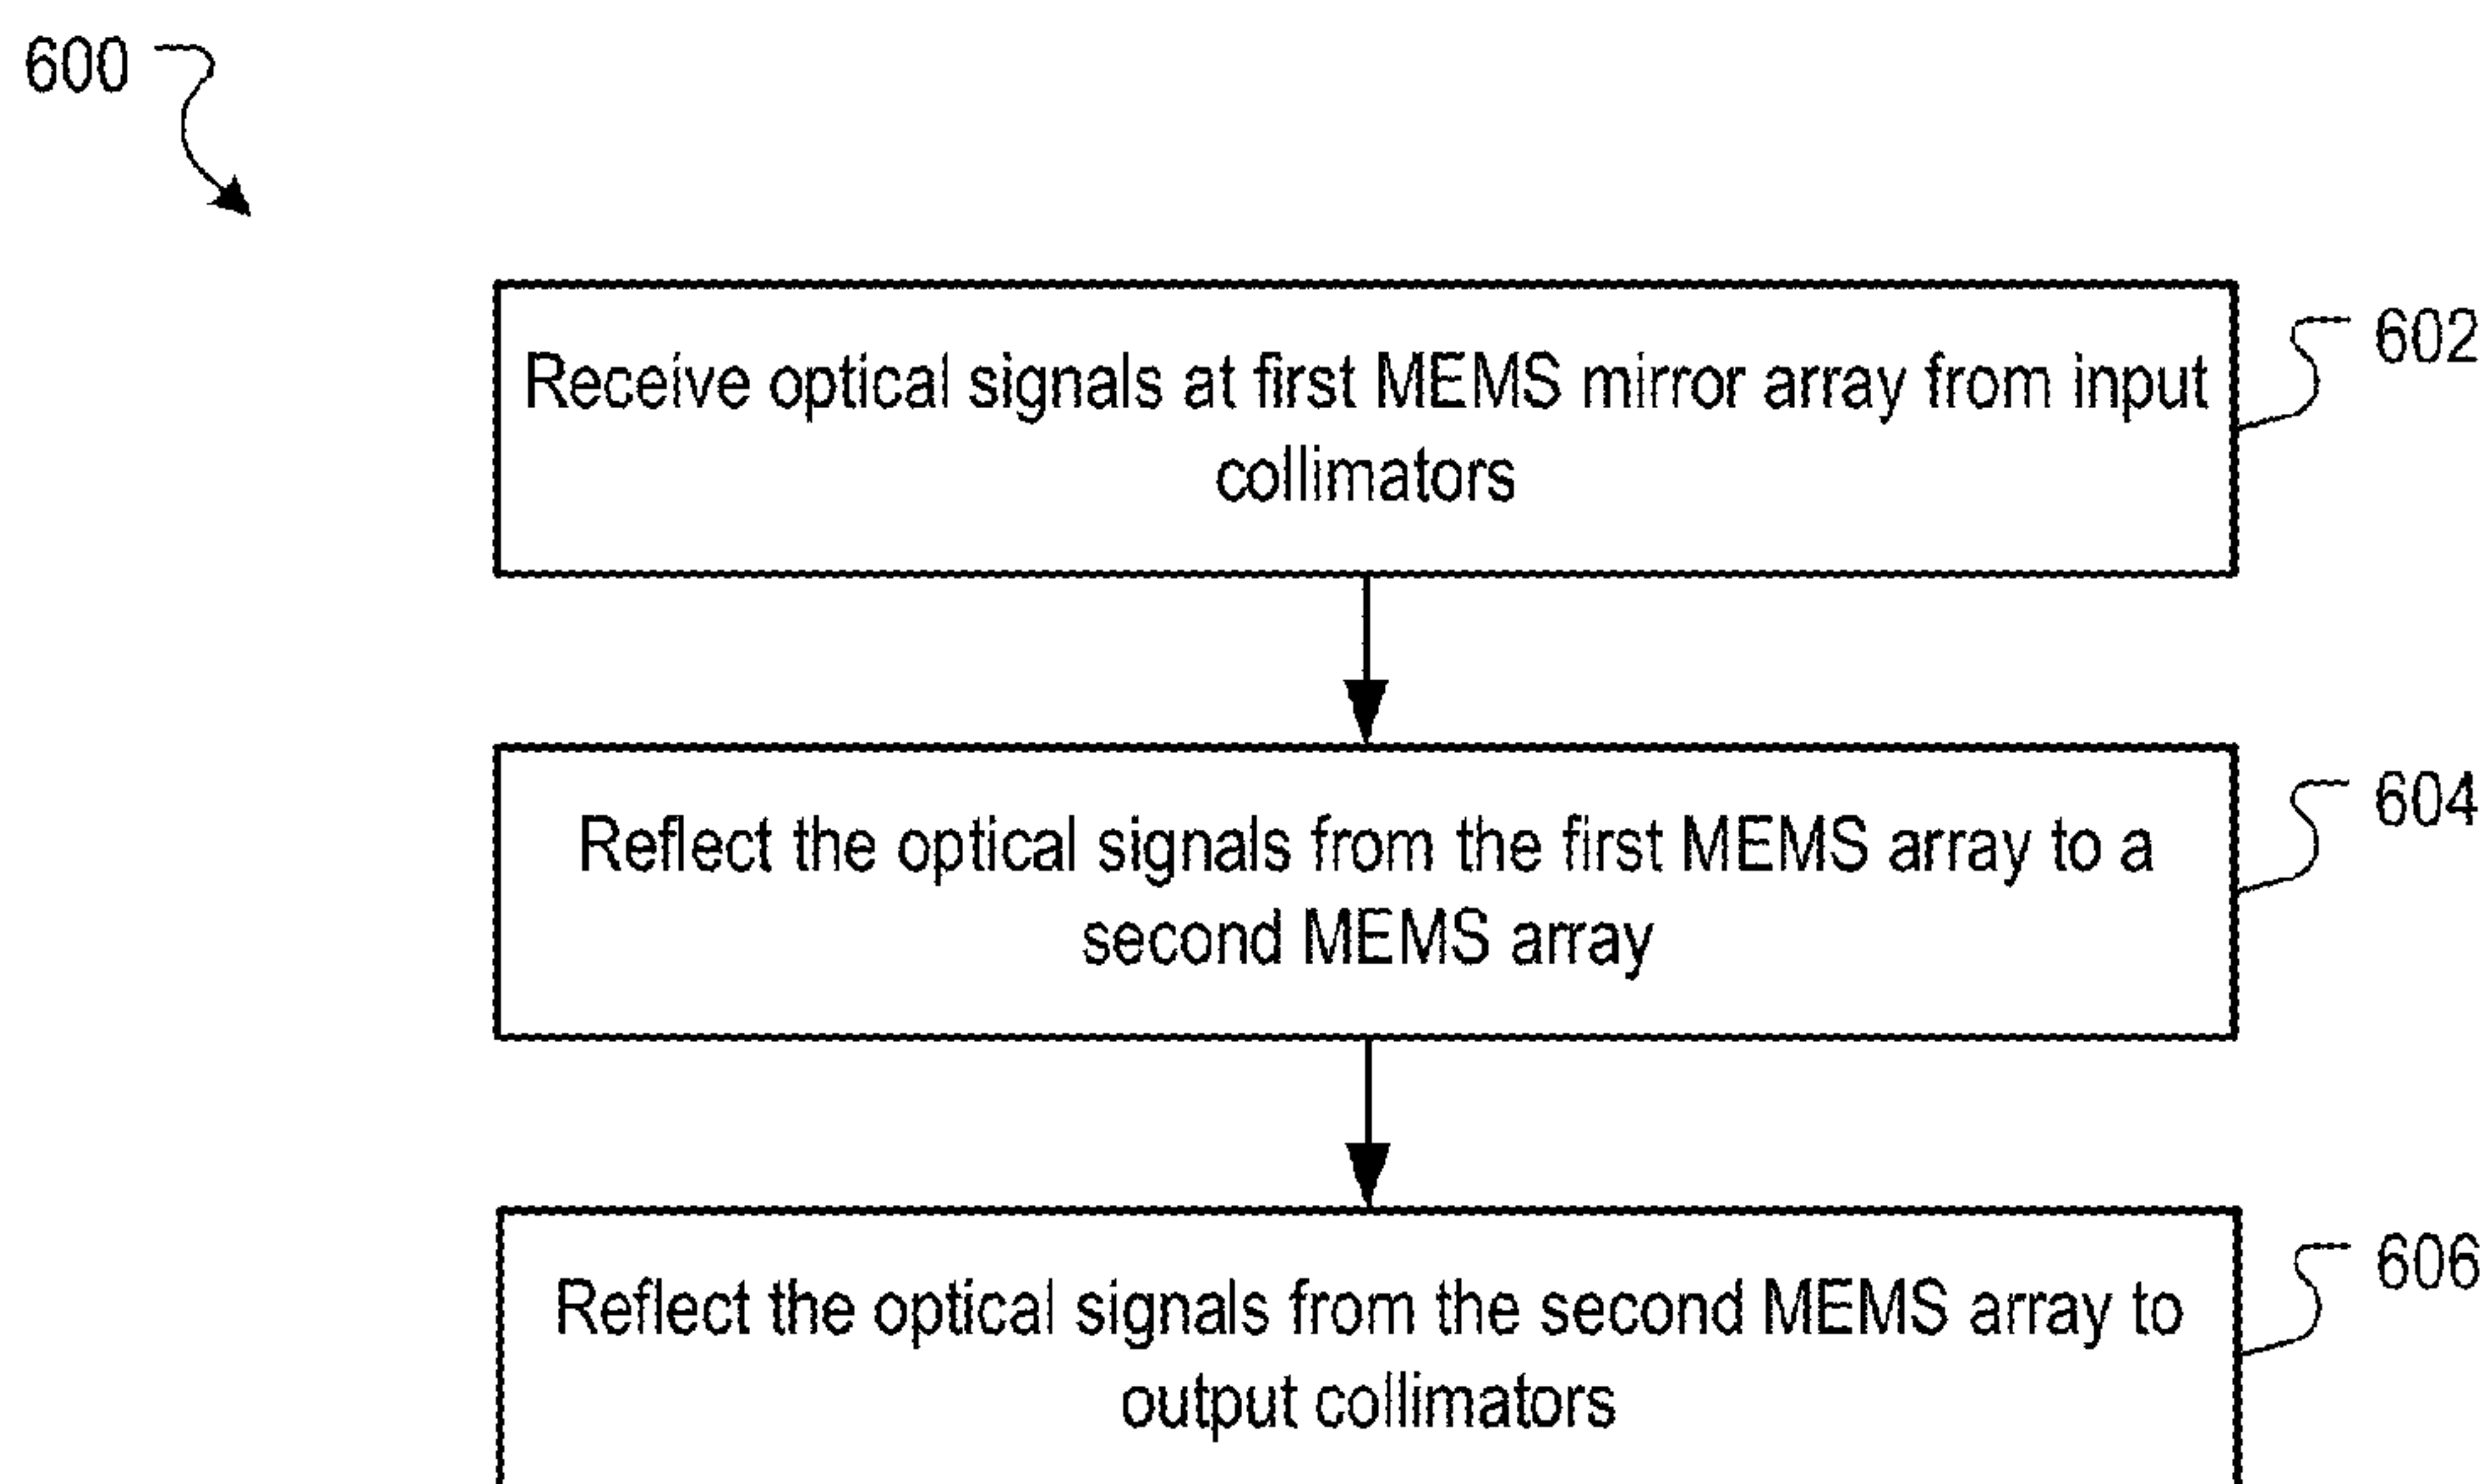 600
Receive optical signals at first MEMS mirror array from input
collimators
602
Reflect the optical signals from the first MEMS array to a
second MEMS array
604
Reflect the optical signals from the second MEMS array to
output collimators
606